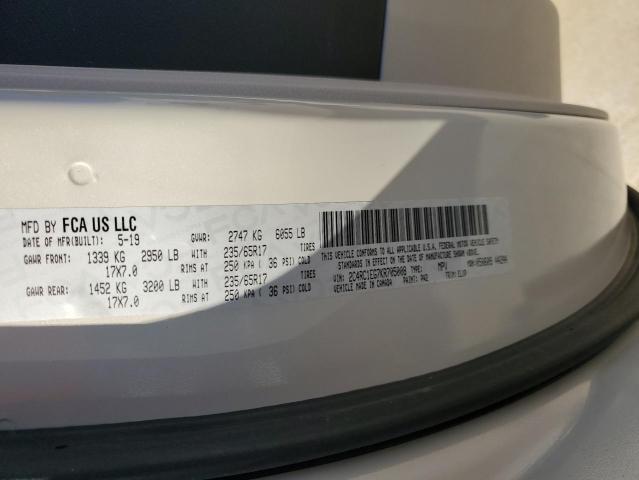 MFD BY FCA US LLC
DATE OF MFR(BUILT): 5-19 GVWR: 2747 KG 6055 LB
GAWR FRONT: 1339 KG 2950 LB WITH 235/65R17 TIRES
17X7.0 RIMS AT 250 KPA ( 36 PSI) COLD
GAWR REAR: 1452 KG 3200 LB WITH 235/65R17 TIRES
17X7.0 RIMS AT 250 KPA ( 36 PSI) COLD
THIS VEHICLE CONFORMS TO ALL APPLICABLE U.S.A. FEDERAL MOTOR VEHICLE SAFETY
STANDARDS IN EFFECT ON THE DATE OF MANUFACTURE SHOWN ABOVE.
VIN: 2C4RC1EG7KR705008 TYPE: MPV
VEHICLE MADE IN CANADA PAINT: TRIM: